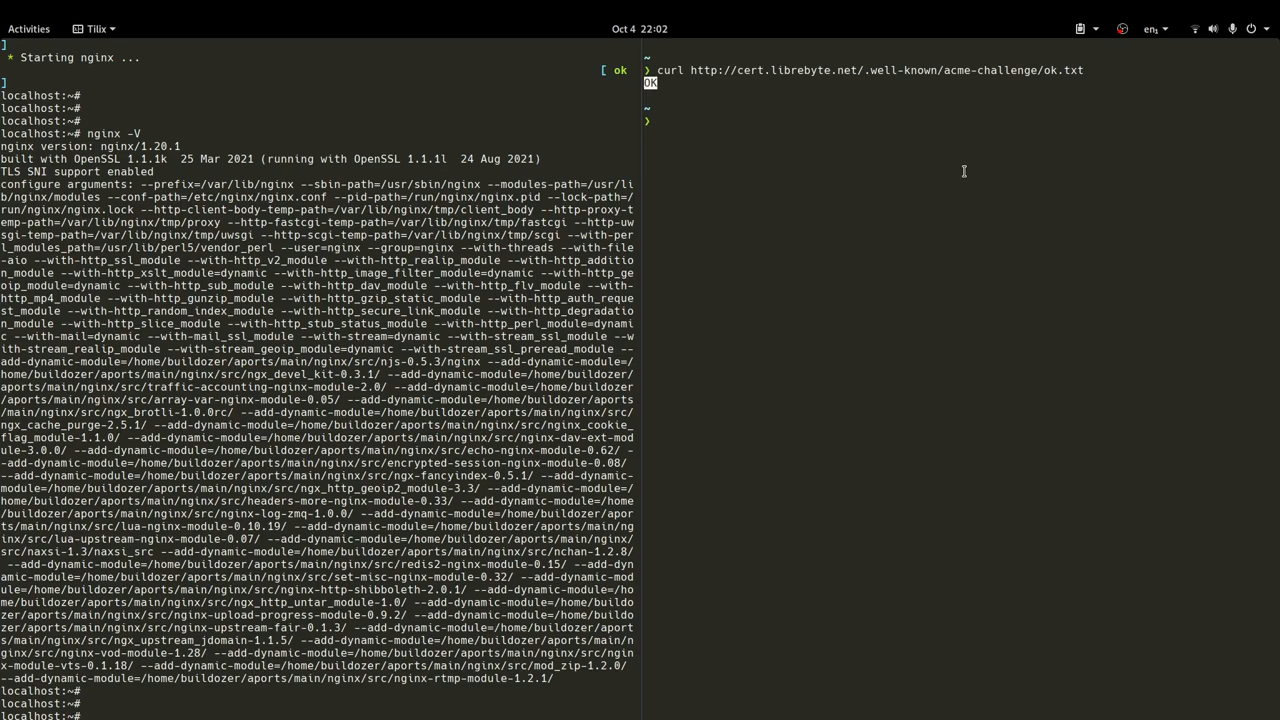 Activities Tilix Oct 4 22:02 en₁
]
* Starting nginx ...
[ ok
]
localhost:~#
localhost:~#
localhost:~#
localhost:~# nginx -V
nginx version: nginx/1.20.1
built with OpenSSL 1.1.1k  25 Mar 2021 (running with OpenSSL 1.1.1l  24 Aug 2021)
TLS SNI support enabled
configure arguments: --prefix=/var/lib/nginx --sbin-path=/usr/sbin/nginx --modules-path=/usr/li
b/nginx/modules --conf-path=/etc/nginx/nginx.conf --pid-path=/run/nginx/nginx.pid --lock-path=/
run/nginx/nginx.lock --http-client-body-temp-path=/var/lib/nginx/tmp/client_body --http-proxy-t
emp-path=/var/lib/nginx/tmp/proxy --http-fastcgi-temp-path=/var/lib/nginx/tmp/fastcgi --http-uw
sgi-temp-path=/var/lib/nginx/tmp/uwsgi --http-scgi-temp-path=/var/lib/nginx/tmp/scgi --with-per
l_modules_path=/usr/lib/perl5/vendor_perl --user=nginx --group=nginx --with-threads --with-file
-aio --with-http_ssl_module --with-http_v2_module --with-http_realip_module --with-http_additio
n_module --with-http_xslt_module=dynamic --with-http_image_filter_module=dynamic --with-http_ge
oip_module=dynamic --with-http_sub_module --with-http_dav_module --with-http_flv_module --with-
http_mp4_module --with-http_gunzip_module --with-http_gzip_static_module --with-http_auth_reque
st_module --with-http_random_index_module --with-http_secure_link_module --with-http_degradatio
n_module --with-http_slice_module --with-http_stub_status_module --with-http_perl_module=dynami
c --with-mail=dynamic --with-mail_ssl_module --with-stream=dynamic --with-stream_ssl_module --w
ith-stream_realip_module --with-stream_geoip_module=dynamic --with-stream_ssl_preread_module --
add-dynamic-module=/home/buildozer/aports/main/nginx/src/njs-0.5.3/nginx --add-dynamic-module=/
home/buildozer/aports/main/nginx/src/ngx_devel_kit-0.3.1/ --add-dynamic-module=/home/buildozer/
aports/main/nginx/src/traffic-accounting-nginx-module-2.0/ --add-dynamic-module=/home/buildozer
/aports/main/nginx/src/array-var-nginx-module-0.05/ --add-dynamic-module=/home/buildozer/aports
/main/nginx/src/ngx_brotli-1.0.0rc/ --add-dynamic-module=/home/buildozer/aports/main/nginx/src/
ngx_cache_purge-2.5.1/ --add-dynamic-module=/home/buildozer/aports/main/nginx/src/nginx_cookie_
flag_module-1.1.0/ --add-dynamic-module=/home/buildozer/aports/main/nginx/src/nginx-dav-ext-mod
ule-3.0.0/ --add-dynamic-module=/home/buildozer/aports/main/nginx/src/echo-nginx-module-0.62/ -
-add-dynamic-module=/home/buildozer/aports/main/nginx/src/encrypted-session-nginx-module-0.08/
--add-dynamic-module=/home/buildozer/aports/main/nginx/src/ngx-fancyindex-0.5.1/ --add-dynamic-
module=/home/buildozer/aports/main/nginx/src/ngx_http_geoip2_module-3.3/ --add-dynamic-module=/
home/buildozer/aports/main/nginx/src/headers-more-nginx-module-0.33/ --add-dynamic-module=/home
/buildozer/aports/main/nginx/src/nginx-log-zmq-1.0.0/ --add-dynamic-module=/home/buildozer/apor
ts/main/nginx/src/lua-nginx-module-0.10.19/ --add-dynamic-module=/home/buildozer/aports/main/ng
inx/src/lua-upstream-nginx-module-0.07/ --add-dynamic-module=/home/buildozer/aports/main/nginx/
src/naxsi-1.3/naxsi_src --add-dynamic-module=/home/buildozer/aports/main/nginx/src/nchan-1.2.8/
 --add-dynamic-module=/home/buildozer/aports/main/nginx/src/redis2-nginx-module-0.15/ --add-dyn
amic-module=/home/buildozer/aports/main/nginx/src/set-misc-nginx-module-0.32/ --add-dynamic-mod
ule=/home/buildozer/aports/main/nginx/src/nginx-http-shibboleth-2.0.1/ --add-dynamic-module=/ho
me/buildozer/aports/main/nginx/src/ngx_http_untar_module-1.0/ --add-dynamic-module=/home/buildo
zer/aports/main/nginx/src/nginx-upload-progress-module-0.9.2/ --add-dynamic-module=/home/buildo
zer/aports/main/nginx/src/nginx-upstream-fair-0.1.3/ --add-dynamic-module=/home/buildozer/aport
s/main/nginx/src/ngx_upstream_jdomain-1.1.5/ --add-dynamic-module=/home/buildozer/aports/main/n
ginx/src/nginx-vod-module-1.28/ --add-dynamic-module=/home/buildozer/aports/main/nginx/src/ngin
x-module-vts-0.1.18/ --add-dynamic-module=/home/buildozer/aports/main/nginx/src/mod_zip-1.2.0/
--add-dynamic-module=/home/buildozer/aports/main/nginx/src/nginx-rtmp-module-1.2.1/
localhost:~#
localhost:~#
localhost:~#
~
❯ curl http://cert.librebyte.net/.well-known/acme-challenge/ok.txt
OK
~
❯